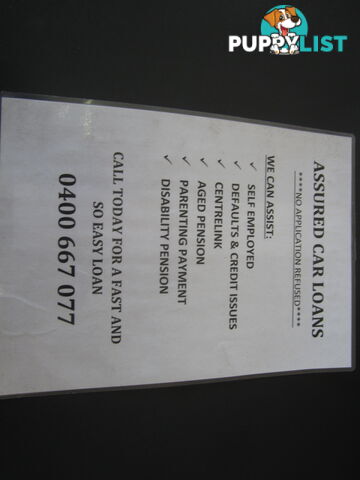 PUPPYLIST
ASSURED CAR LOANS
****NO APPLICATION REFUSED****
WE CAN ASSIST:
✓ SELF EMPLOYED
✓ DEFAULTS & CREDIT ISSUES
✓ CENTRELINK
✓ AGED PENSION
✓ PARENTING PAYMENT
✓ DISABILITY PENSION
CALL TODAY FOR A FAST AND
SO EASY LOAN
0400 667 077